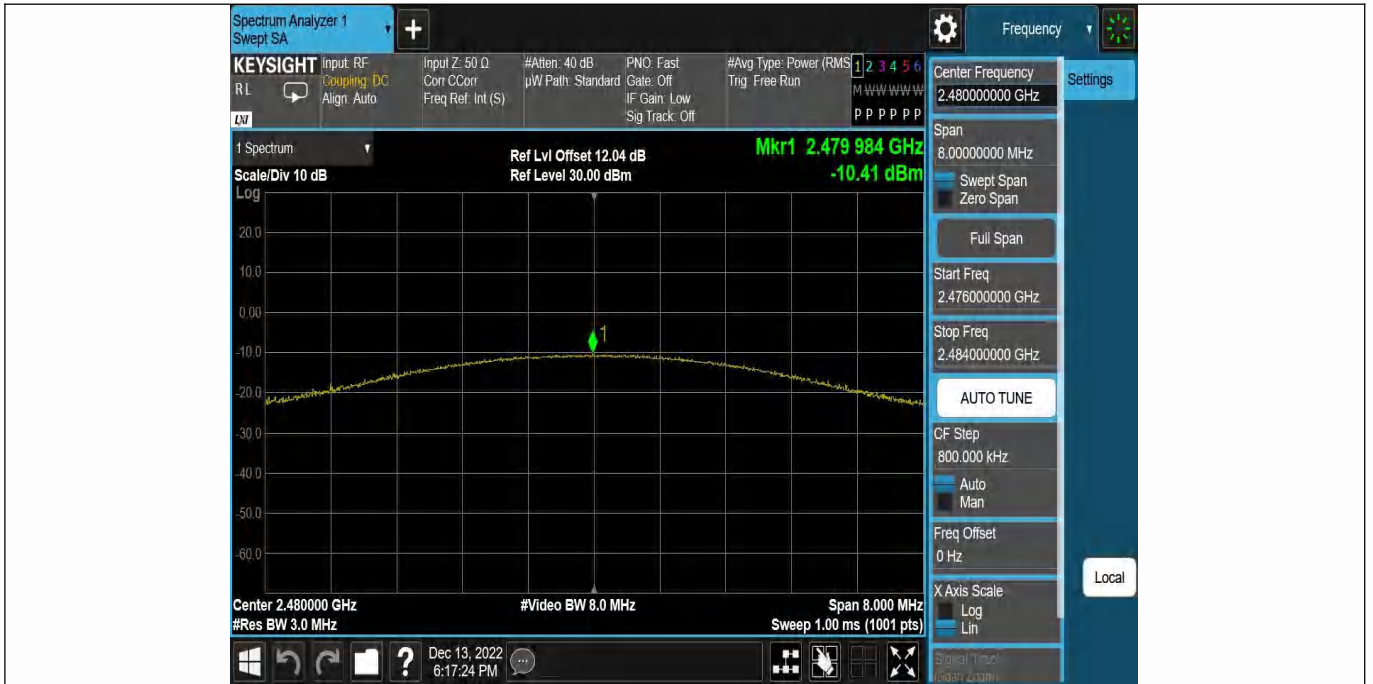 Spectrum Analyzer 1
Swept SA
+
Frequency
KEYSIGHT
Input: RF
Coupling: DC
Align: Auto
Input Z: 50 Ω
Corr CCorr
Freq Ref: Int (S)
#Atten: 40 dB
µW Path: Standard
PNO: Fast
Gate: Off
IF Gain: Low
Sig Track: Off
#Avg Type: Power (RMS
Trig: Free Run
1 2 3 4 5 6
M W W W W W
P P P P P P
R L
LXI
1 Spectrum
Scale/Div 10 dB
Ref Lvl Offset 12.04 dB
Ref Level 30.00 dBm
Mkr1 2.479 984 GHz
-10.41 dBm
Log
20.0
10.0
0.00
-10.0
-20.0
-30.0
-40.0
-50.0
-60.0
1
Center 2.480000 GHz
#Res BW 3.0 MHz
#Video BW 8.0 MHz
Span 8.000 MHz
Sweep 1.00 ms (1001 pts)
Dec 13, 2022
6:17:24 PM
Center Frequency
2.480000000 GHz
Settings
Span
8.00000000 MHz
Swept Span
Zero Span
Full Span
Start Freq
2.476000000 GHz
Stop Freq
2.484000000 GHz
AUTO TUNE
CF Step
800.000 kHz
Auto
Man
Freq Offset
0 Hz
X Axis Scale
Log
Lin
Local
Signal Track
(Span Zoom)